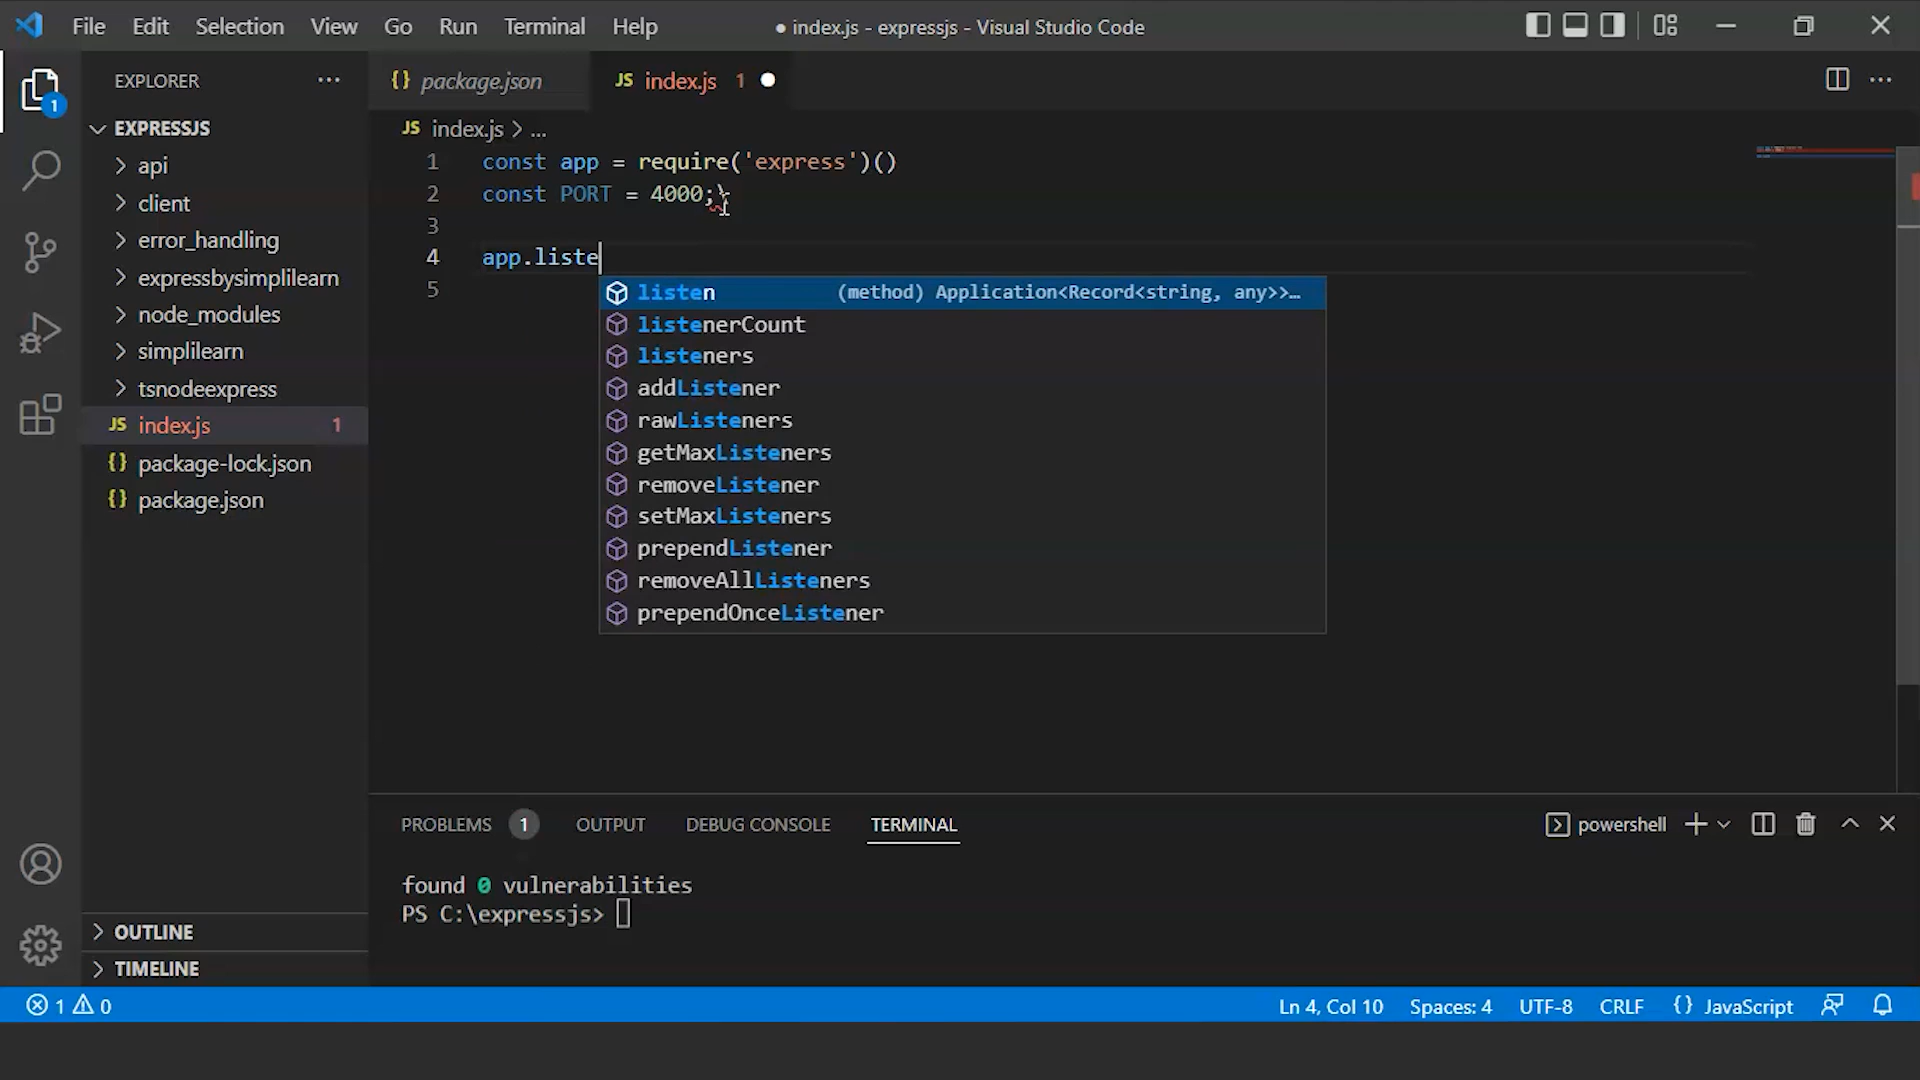 File Edit Selection View Go Run Terminal Help
● index.js - expressjs - Visual Studio Code
1
EXPLORER ···
{} package.json
JS index.js 1 ●
···
EXPRESSJS
api
client
error_handling
expressbysimplilearn
node_modules
simplilearn
tsnodeexpress
JS index.js 1
{} package-lock.json
{} package.json
OUTLINE
TIMELINE
JS index.js > ...
1 const app = require('express')()
2 const PORT = 4000;}
3
4 app.liste
5
listen (method) Application<Record<string, any>>…
listenerCount
listeners
addListener
rawListeners
getMaxListeners
removeListener
setMaxListeners
prependListener
removeAllListeners
prependOnceListener
PROBLEMS 1 OUTPUT DEBUG CONSOLE TERMINAL
powershell
found 0 vulnerabilities
PS C:\expressjs>
1 0
Ln 4, Col 10 Spaces: 4 UTF-8 CRLF {} JavaScript